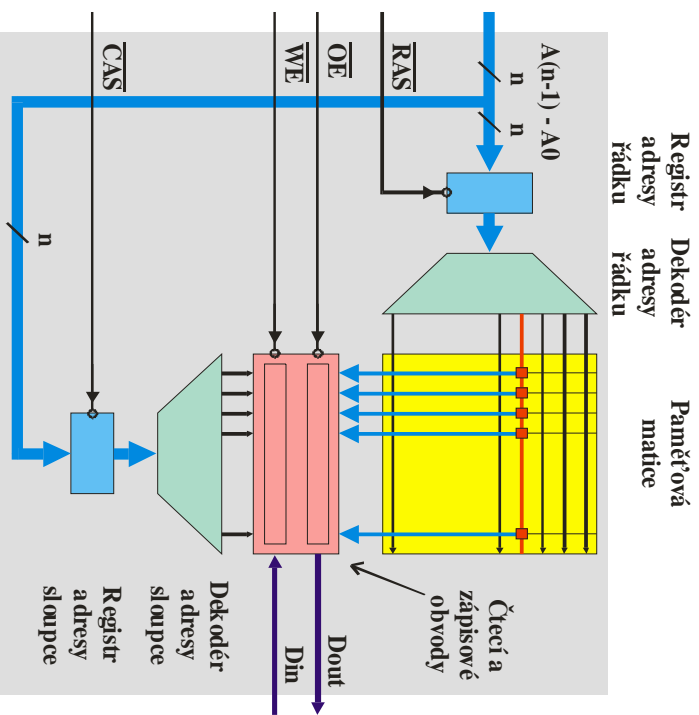 Registr
adresy
řádku
Dekodér
adresy
řádku
Paměťová
matice
A(n-1) - A0
n
n
RAS
OE
WE
Čtecí a
zápisové
obvody
Dout
Din
Dekodér
adresy
sloupce
CAS
Registr
adresy
sloupce
n